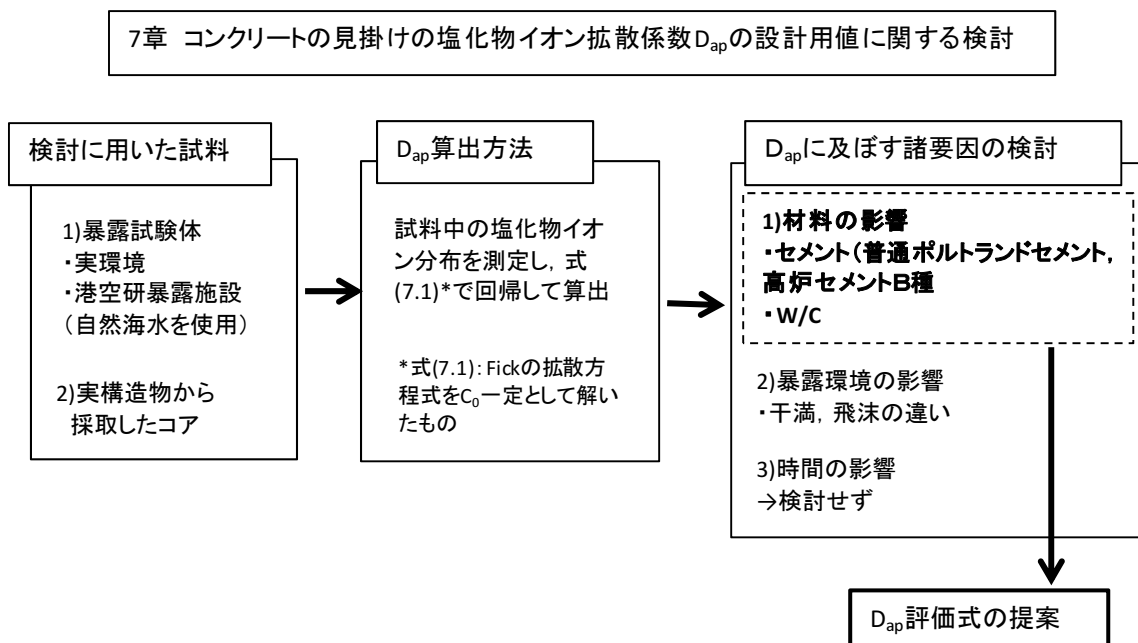 7章 コンクリートの見掛けの塩化物イオン拡散係数Dapの設計用値に関する検討
検討に用いた試料
1)暴露試験体
・実環境
・港空研暴露施設
（自然海水を使用）
2)実構造物から
採取したコア
Dap算出方法
試料中の塩化物イオ
ン分布を測定し，式
(7.1)*で回帰して算出
*式(7.1)：Fickの拡散方
程式をC0一定として解い
たもの
Dapに及ぼす諸要因の検討
1)材料の影響
・セメント（普通ポルトランドセメント，
高炉セメントB種
・W/C
2)暴露環境の影響
・干満，飛沫の違い
3)時間の影響
→検討せず
Dap評価式の提案